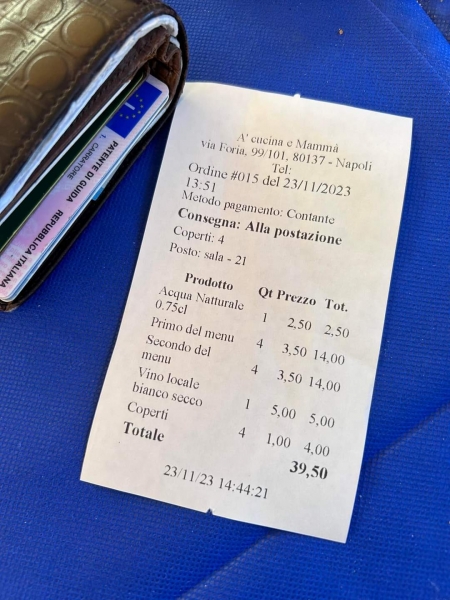 PATENTE DI GUIDA REPUBBLICA ITALIANA
1. CARRATORE
I
A' cucina e Mammà
via Foria, 99/101, 80137 - Napoli
Tel:
Ordine #015 del 23/11/2023
13:51
Metodo pagamento: Contante
Consegna: Alla postazione
Coperti: 4
Posto: sala - 21
Prodotto Qt Prezzo Tot.
Acqua Natturale
0.75cl 1 2,50 2,50
Primo del menu 4 3,50 14,00
Secondo del
menu 4 3,50 14,00
Vino locale
bianco secco 1 5,00 5,00
Coperti 4 1,00 4,00
Totale 39,50
23/11/23 14:44:21